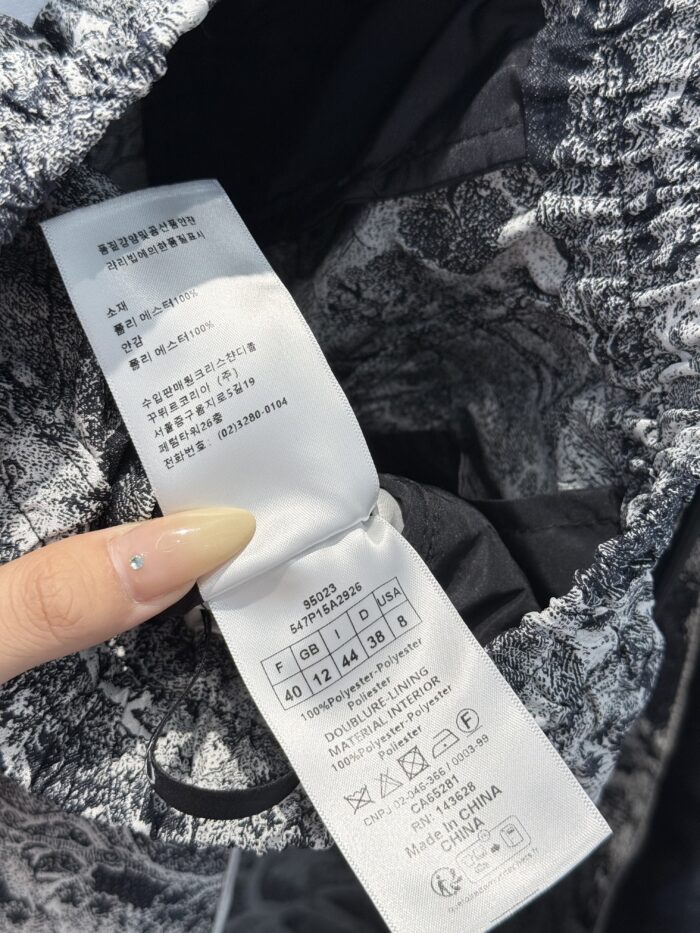 품질경영및공산품안전
관리법에의한품질표시
소재
폴리 에스터100%
안감
폴리 에스터100%
수입판매원크리스챤디올
꾸뛰르코리아 (주)
서울중구을지로5길19
페럼타워26층
전화번호: (02)3280-0104
95023
547P15A2926
F GB I D USA
40 12 44 38 8
100%Polyester-Polyester
Poliester
DOUBLURE-LINING
MATERIAL INTERIOR
100%Polyester-Polyester
Poliester
F
CNPJ 02-046-366 / 0003-99
CA65281
RN: 143628
Made in CHINA
CHINA